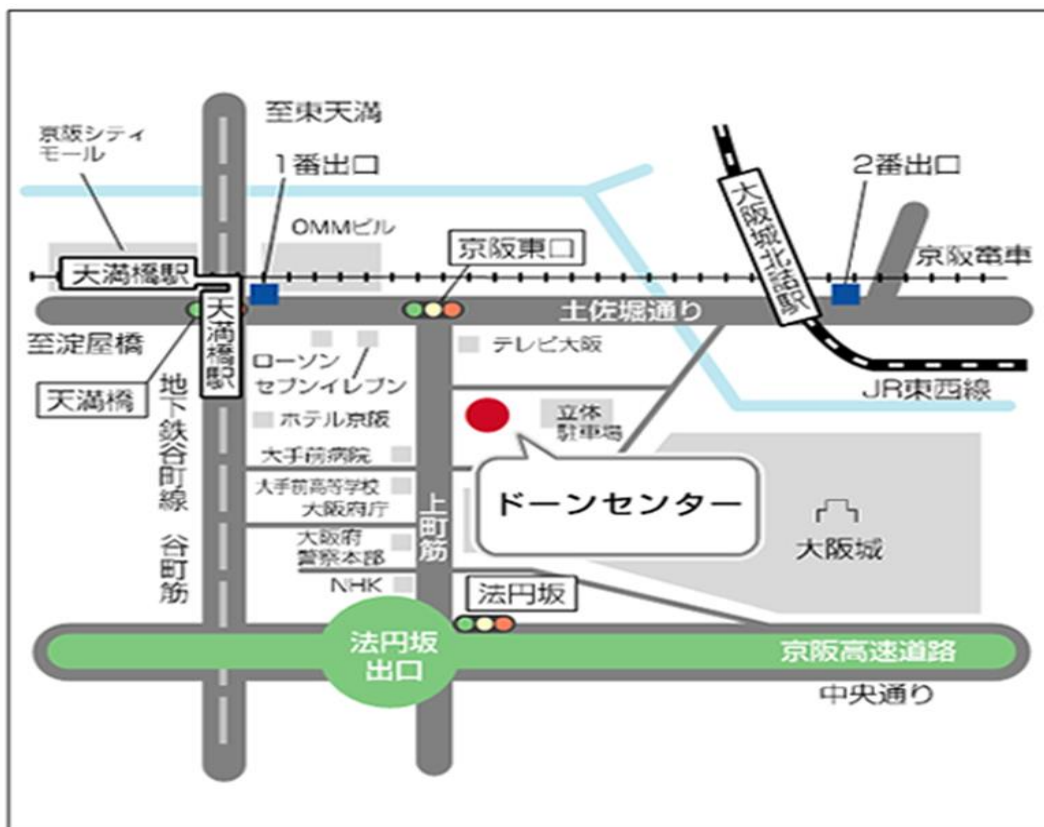 至東天満
京阪シティ
モール
1番出口
2番出口
OMMビル
京阪東口
大阪城北詰駅
京阪電車
天満橋駅
天満橋駅
土佐堀通り
至淀屋橋
ローソン
セブンイレブン
テレビ大阪
天満橋
JR東西線
地下鉄谷町線 谷町筋
ホテル京阪
立体
駐車場
大手前病院
大手前高等学校
大阪府庁
上町筋
ドーンセンター
大阪府
警察本部
大阪城
NHK
法円坂
法円坂
出口
京阪高速道路
中央通り